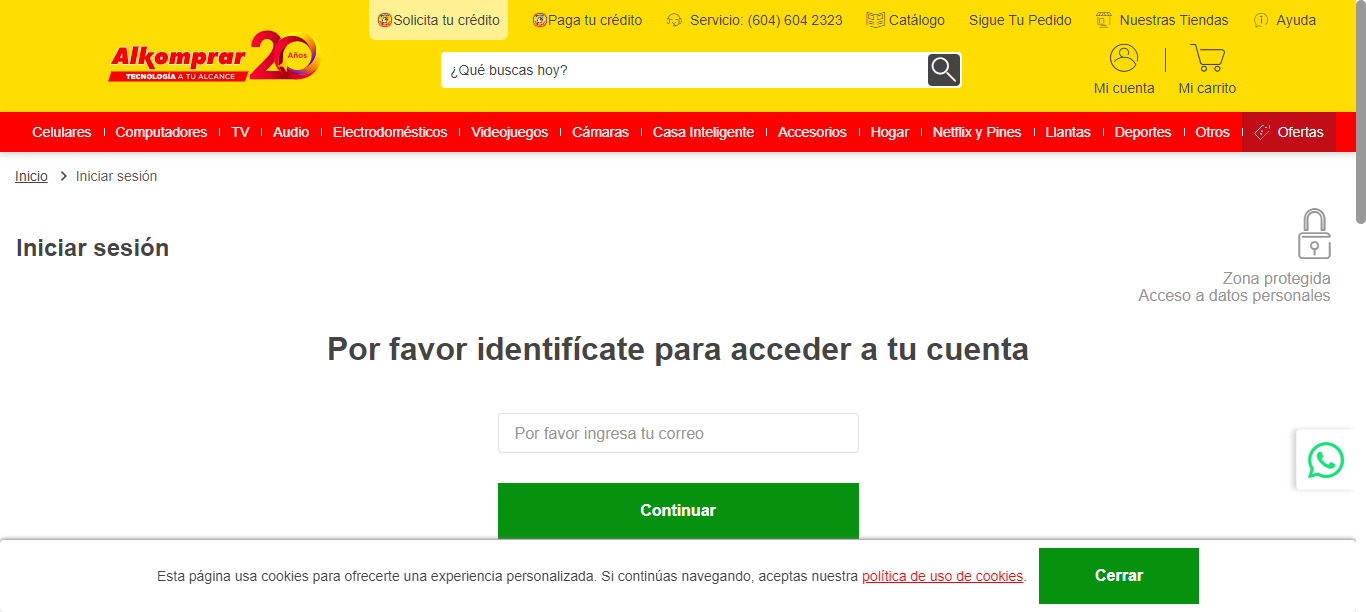 Solicita tu crédito
Paga tu crédito
Servicio: (604) 604 2323
Catálogo
Sigue Tu Pedido
Nuestras Tiendas
Ayuda
Alkomprar 20 Años
TECNOLOGÍA A TU ALCANCE
¿Qué buscas hoy?
Mi cuenta
Mi carrito
Celulares
Computadores
TV
Audio
Electrodomésticos
Videojuegos
Cámaras
Casa Inteligente
Accesorios
Hogar
Netflix y Pines
Llantas
Deportes
Otros
Ofertas
Inicio > Iniciar sesión
Iniciar sesión
Zona protegida
Acceso a datos personales
Por favor identifícate para acceder a tu cuenta
Por favor ingresa tu correo
Continuar
Esta página usa cookies para ofrecerte una experiencia personalizada. Si continúas navegando, aceptas nuestra política de uso de cookies.
Cerrar